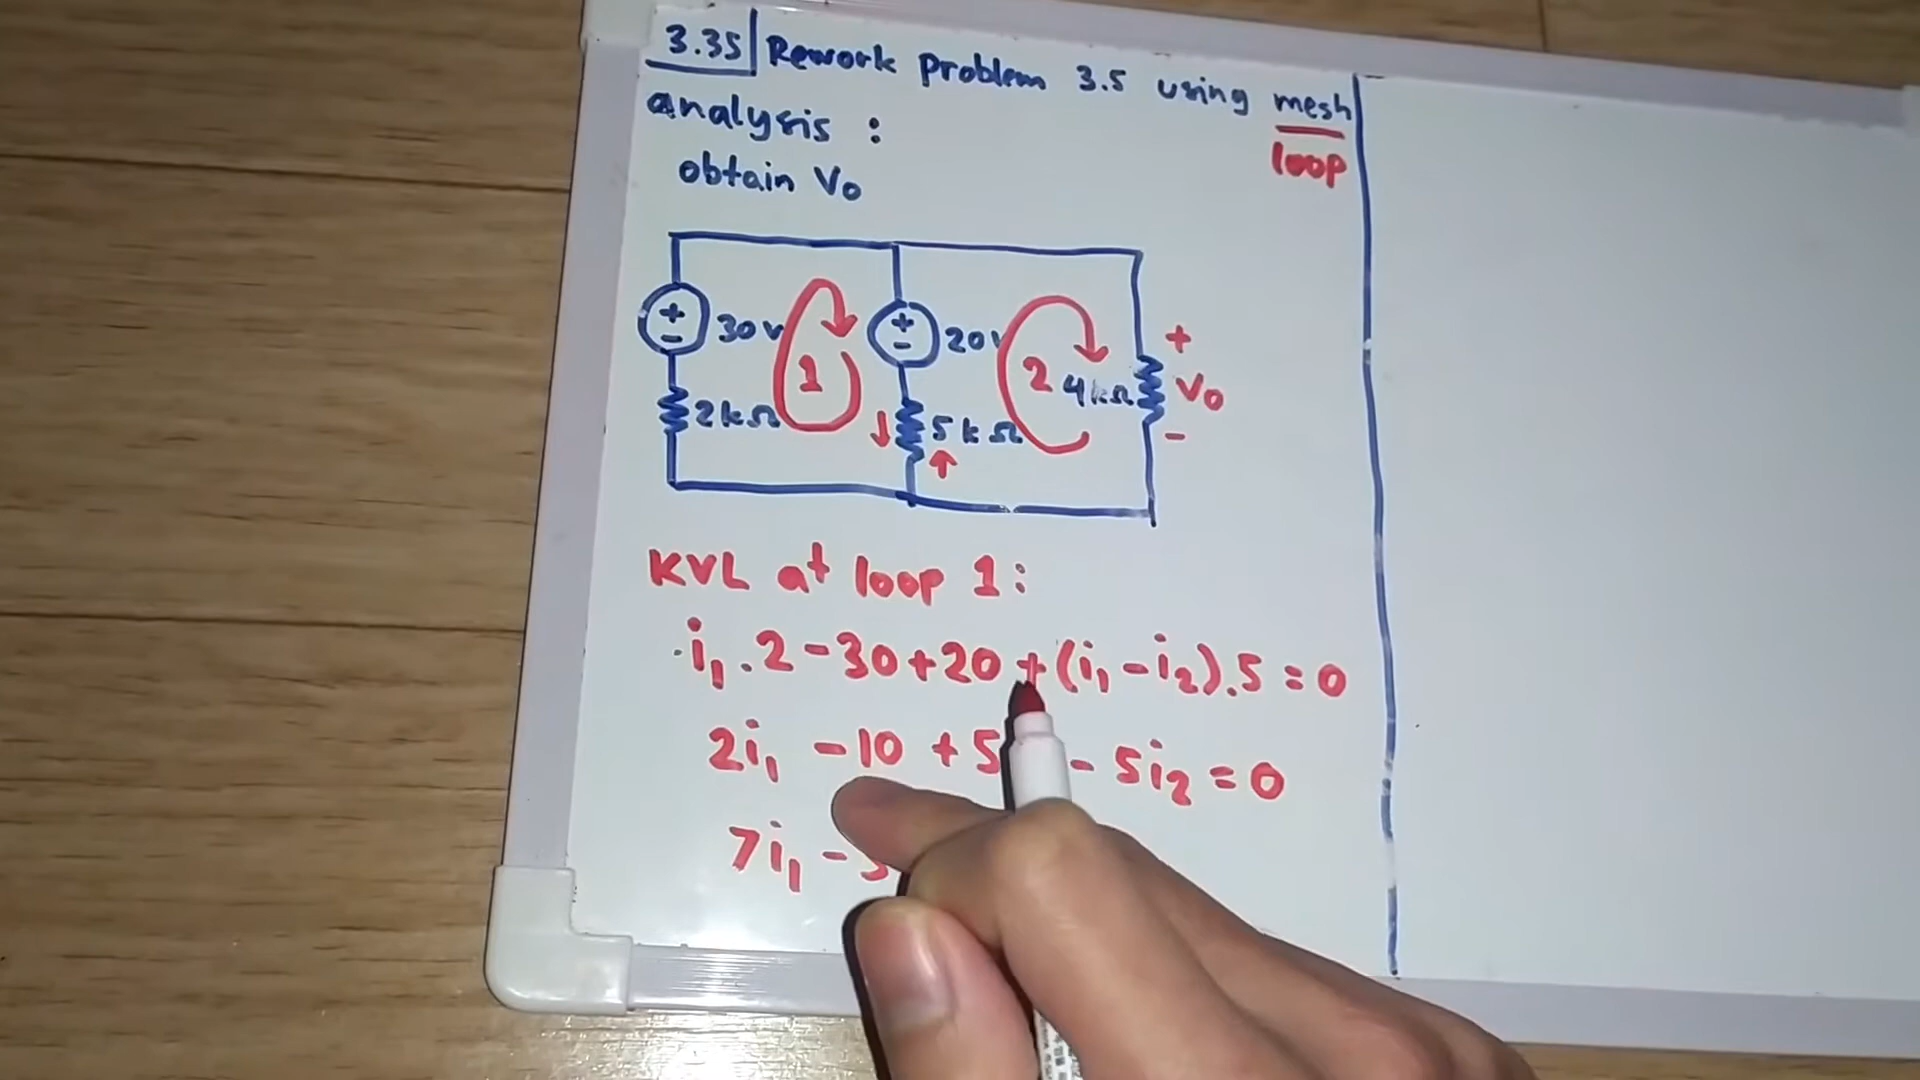 3.35 Rework problem 3.5 using mesh
analysis :
loop
obtain Vo
+
-
30v
+
-
20v
1
2
4kΩ
+
Vo
-
2kΩ
5kΩ
KVL at loop 1:
i₁ . 2 - 30 + 20 + (i₁ - i₂) . 5 = 0
2i₁ - 10 + 5 - 5i₂ = 0
7i₁ -